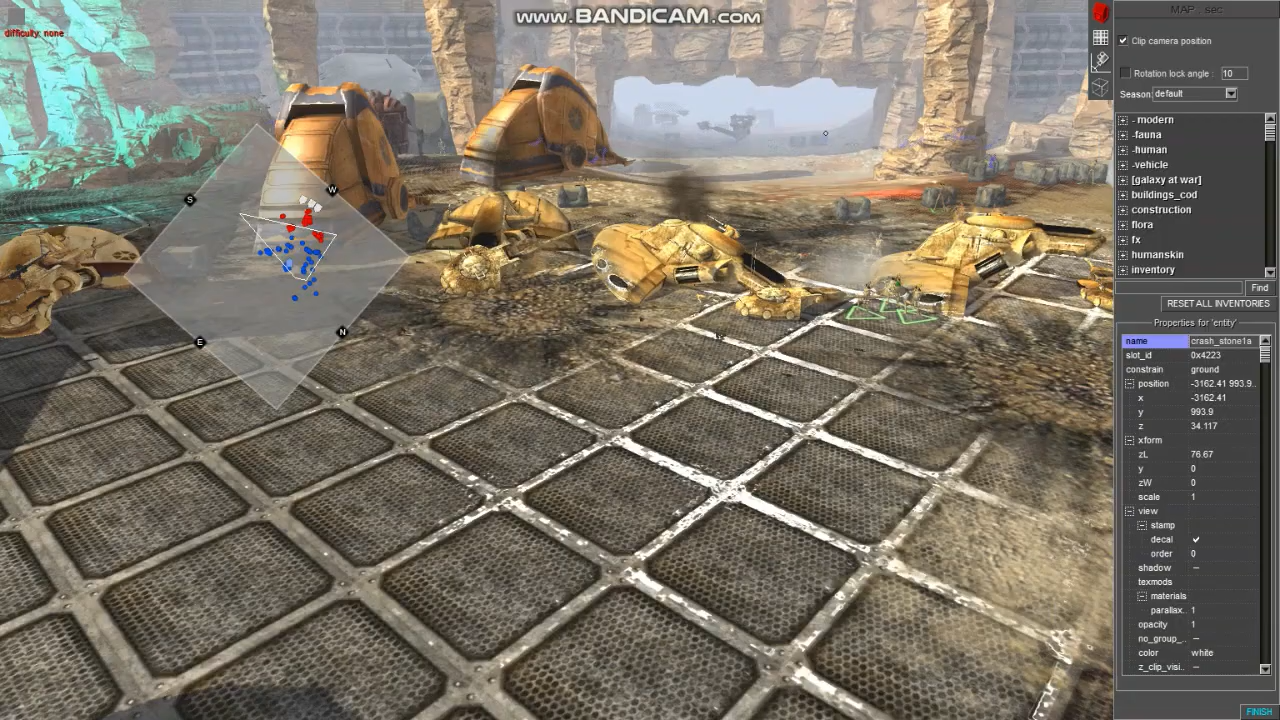 www.BANDICAM.com
difficulty: none
MAP : sec
Clip camera position
Rotation lock angle : 10
Season: default
- modern
-fauna
-human
-vehicle
[galaxy at war]
buildings_cod
construction
flora
fx
humanskin
inventory
Find
RESET ALL INVENTORIES
Properties for 'entity'
name crash_stone1a
slot_id 0x4223
constrain ground
position -3162.41 993.9..
x -3162.41
y 993.9
z 34.117
xform
zL 76.67
y 0
zW 0
scale 1
view
stamp
decal
order 0
shadow --
texmods
materials
parallax.. 1
opacity 1
no_group_.. --
color white
z_clip_visi.. --
FINISH
S
W
E
N